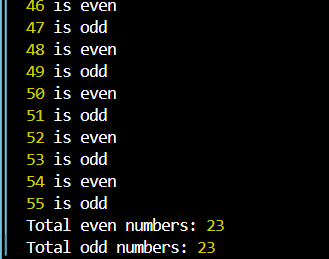 46 is even
47 is odd
48 is even
49 is odd
50 is even
51 is odd
52 is even
53 is odd
54 is even
55 is odd
Total even numbers: 23
Total odd numbers: 23